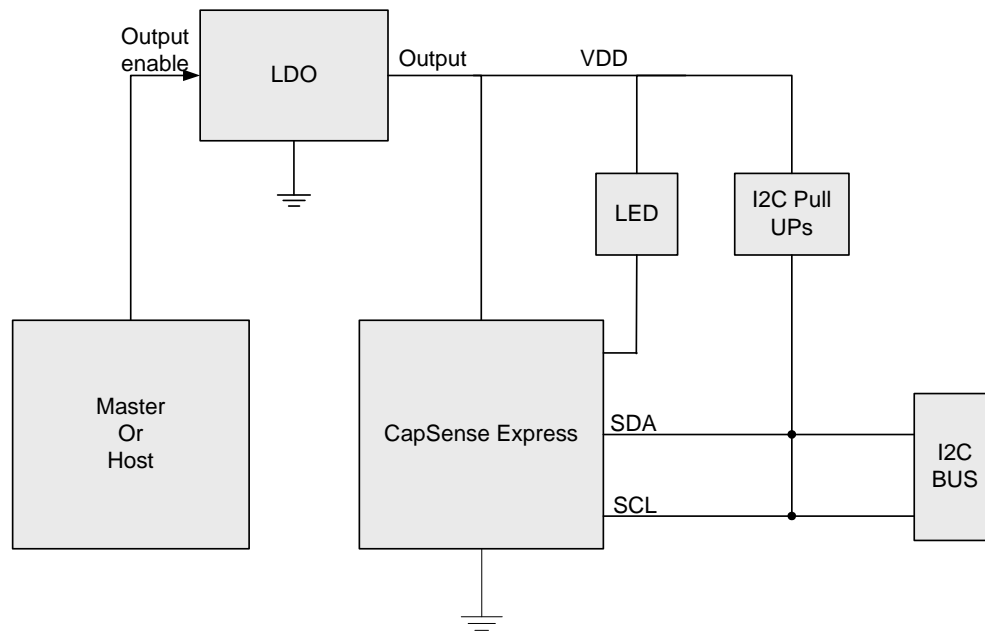 Output
enable
LDO
Output
VDD
LED
I2C Pull
UPs
Master
Or
Host
CapSense Express
SDA
SCL
I2C
BUS